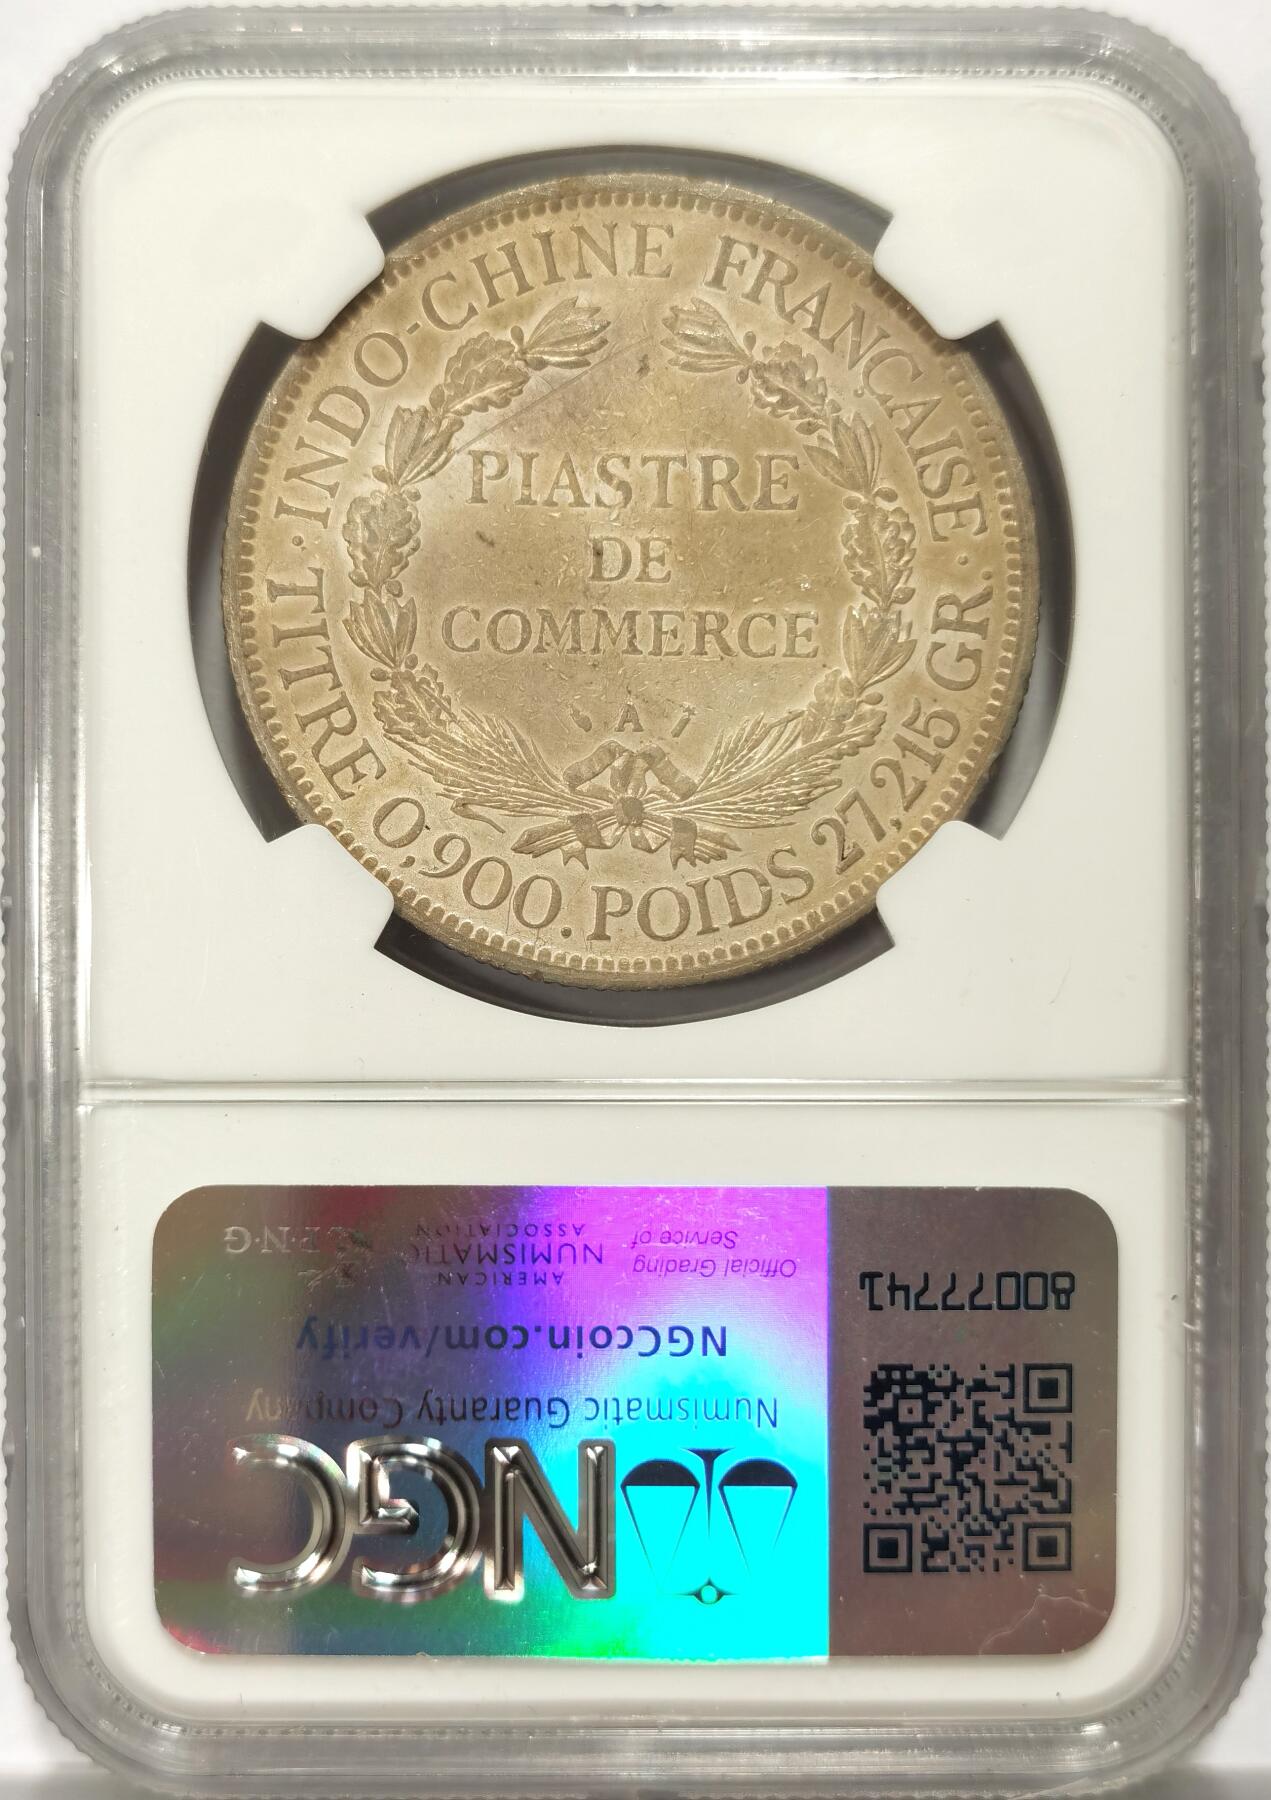 · INDO-CHINE FRANÇAISE ·
PIASTRE
DE
COMMERCE
A
TITRE 0,900. POIDS 27,215 GR.
NGC
Numismatic Guaranty Company
NGCcoin.com/verify
Official Grading
Service of
AMERICAN
NUMISMATIC
ASSOCIATION
P·N·G
80077741